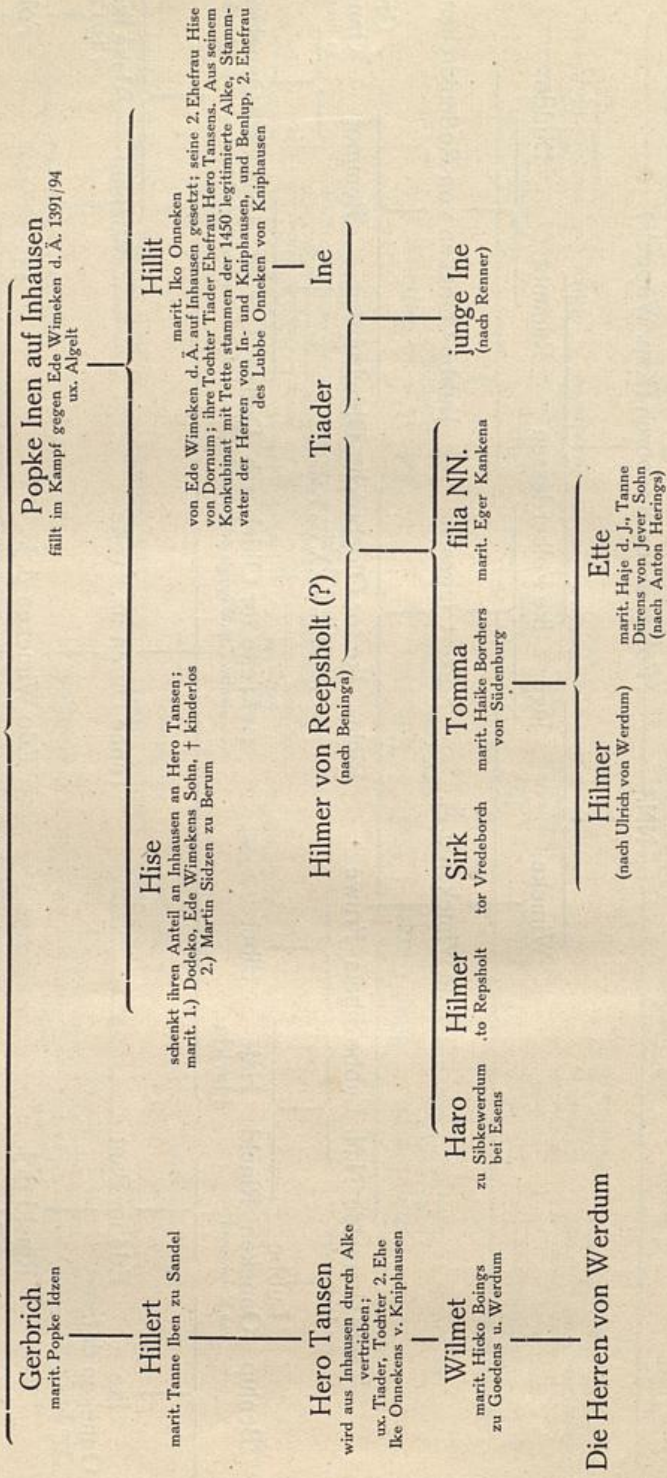 Gerbrich
marit. Popke Idzen
Popke Inen auf Inhausen
fällt im Kampf gegen Ede Wimeken d. Ä. 1391/94
ux. Algelt
Hillert
marit. Tanne Iben zu Sandel
Hise
schenkt ihren Anteil an Inhausen an Hero Tansen;
marit. 1.) Dodeko, Ede Wimekens Sohn, † kinderlos
2.) Martin Sidzen zu Berum
Hillit
marit. Iko Onneken
von Ede Wimeken d. Ä. auf Inhausen gesetzt; seine 2. Ehefrau Hise
von Dornum; ihre Tochter Tiader Ehefrau Hero Tansens. Aus seinem
Konkubinat mit Tette stammen der 1450 legitimierte Alke, Stamm-
vater der Herren von In- und Kniphausen, und Benlup, 2. Ehefrau
des Lubbe Onneken von Kniphausen
Hero Tansen
wird aus Inhausen durch Alke
vertrieben;
ux. Tiader, Tochter 2. Ehe
Ike Onnekens v. Kniphausen
Hilmer von Reepsholt (?)
(nach Beninga)
Tiader
Ine
Wilmet
marit. Hicko Boings
zu Goedens u. Werdum
Haro
zu Sibkewerdum
bei Esens
Hilmer
to Repsholt
Sirk
tor Vredeborch
Tomma
marit. Haike Borchers
von Südenburg
filia NN.
marit. Eger Kankena
junge Ine
(nach Renner)
Die Herren von Werdum
Hilmer
(nach Ulrich von Werdum)
Ette
marit. Haje d. J., Tanne
Dürens von Jever Sohn
(nach Anton Herings)